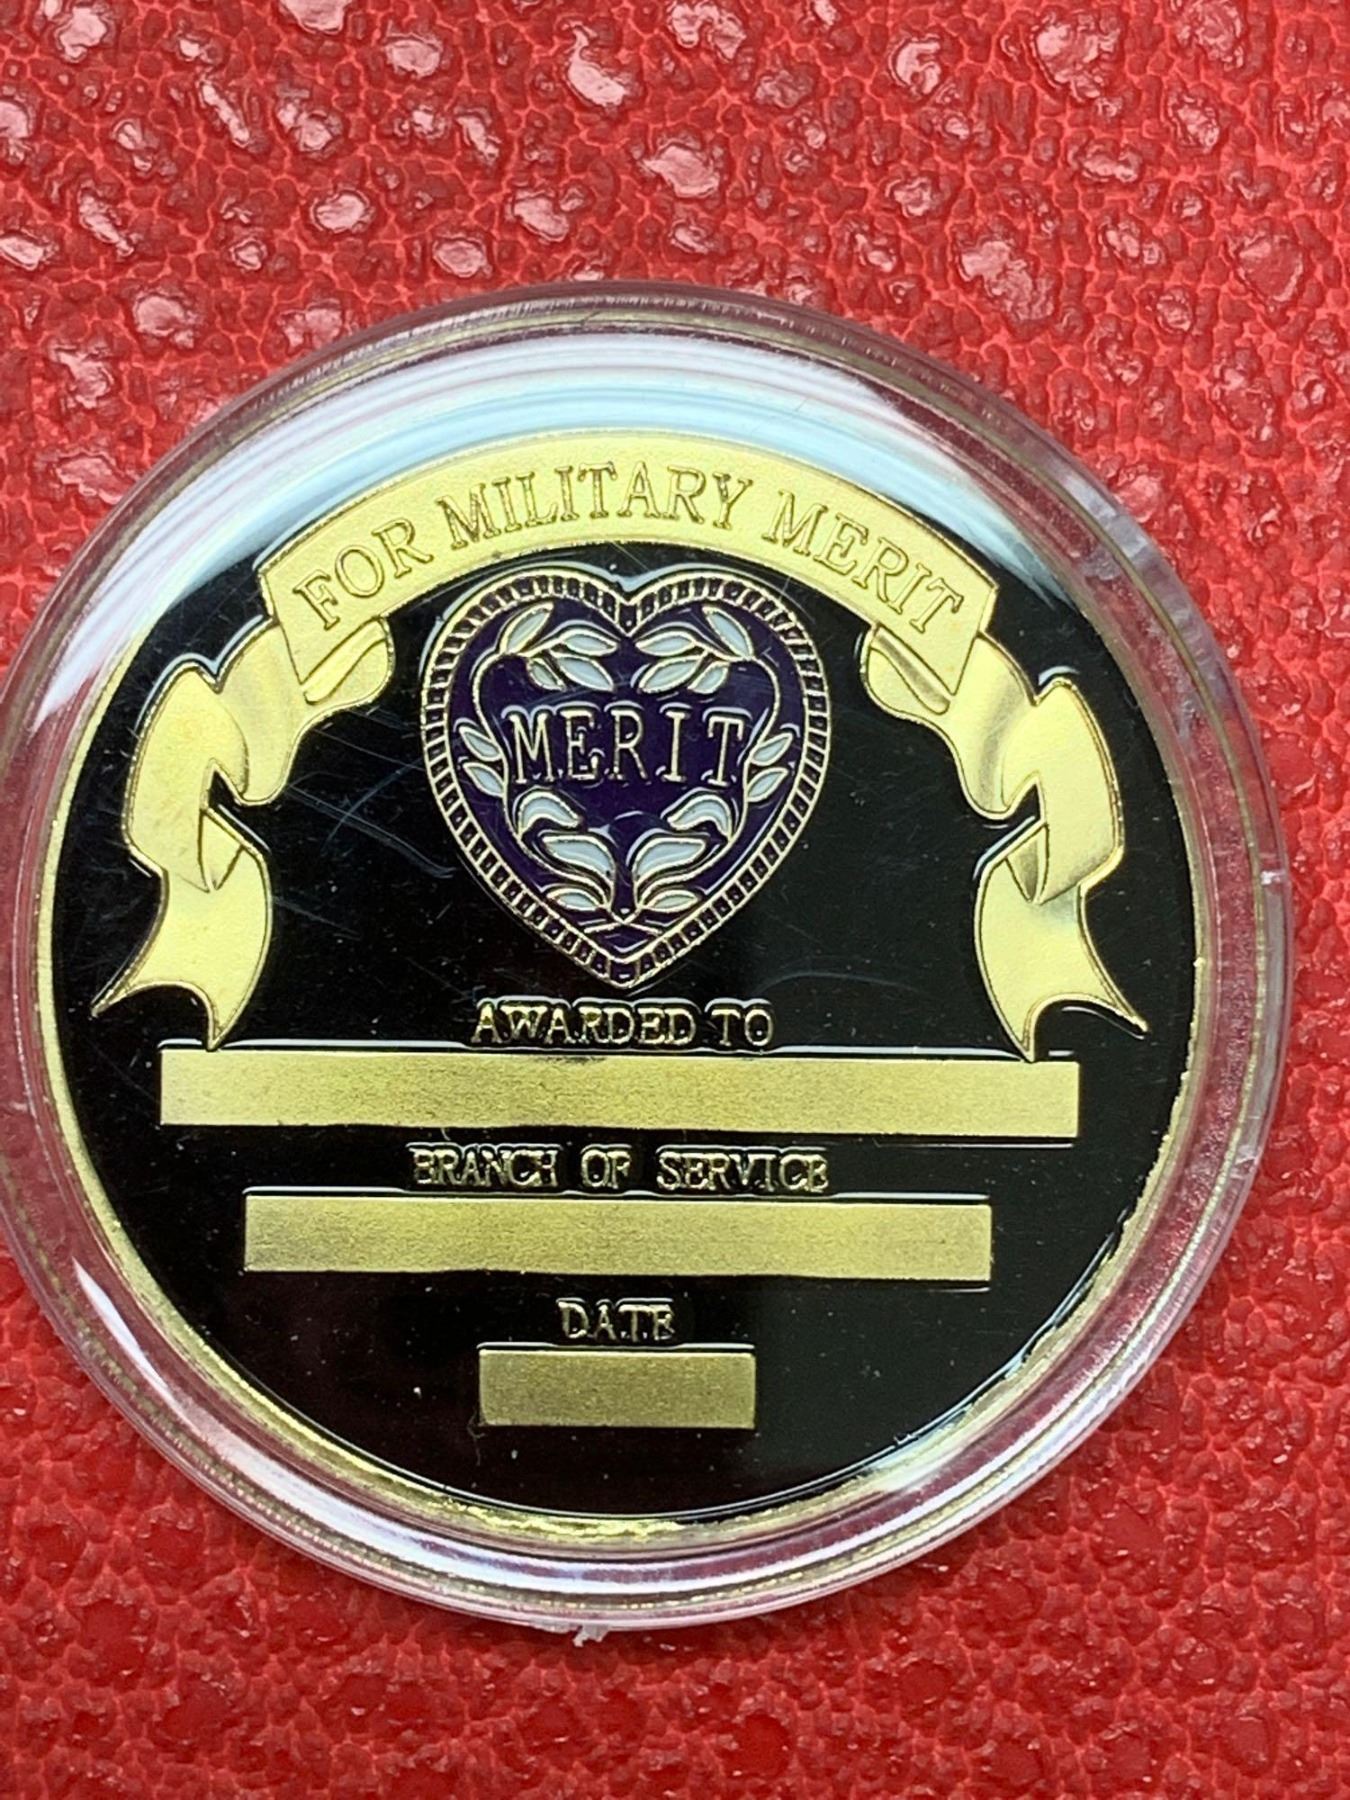 FOR MILITARY MERIT
MERIT
AWARDED TO
BRANCH OF SERVICE
DATE